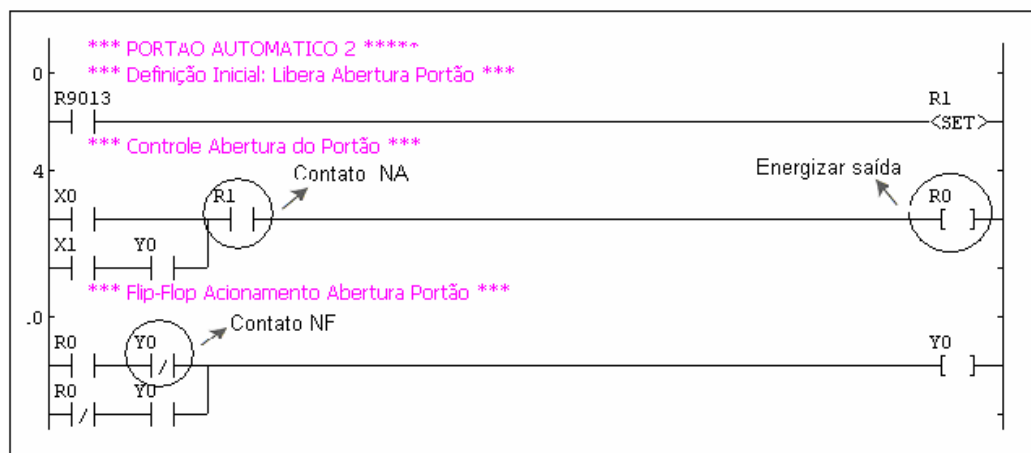 *** PORTAO AUTOMATICO 2 *****
0
*** Definição Inicial: Libera Abertura Portão ***
R9013 R1
<SET>
*** Controle Abertura do Portão ***
4
Contato NA
Energizar saída
X0 R1 R0
X1 Y0
*** Flip-Flop Acionamento Abertura Portão ***
.0
Contato NF
R0 Y0 Y0
R0 Y0